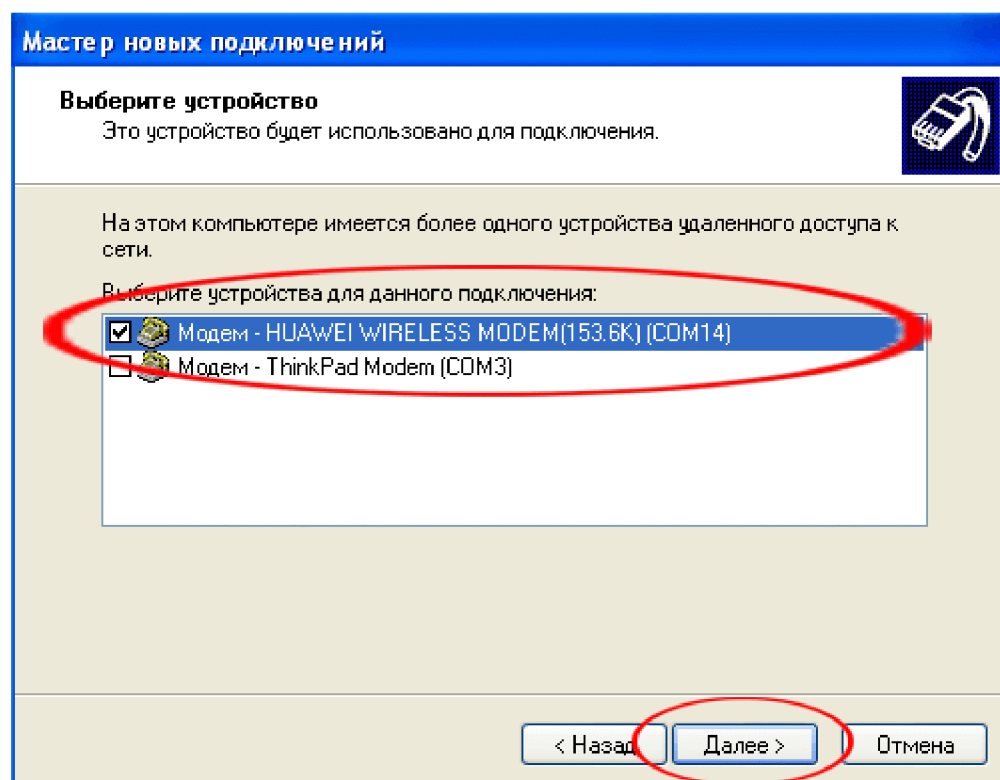 Мастер новых подключений
Выберите устройство
Это устройство будет использовано для подключения.
На этом компьютере имеется более одного устройства удаленного доступа к
сети.
Выберите устройства для данного подключения:
Модем - HUAWEI WIRELESS MODEM(153.6K) (COM14)
Модем - ThinkPad Modem (COM3)
< Назад Далее > Отмена